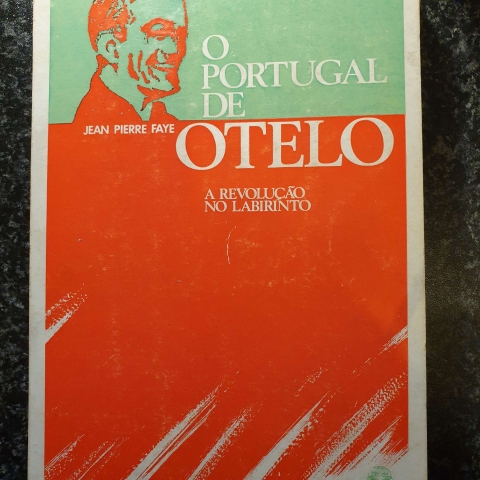 O
PORTUGAL
DE
JEAN PIERRE FAYE
OTELO
A REVOLUÇÃO
NO LABIRINTO